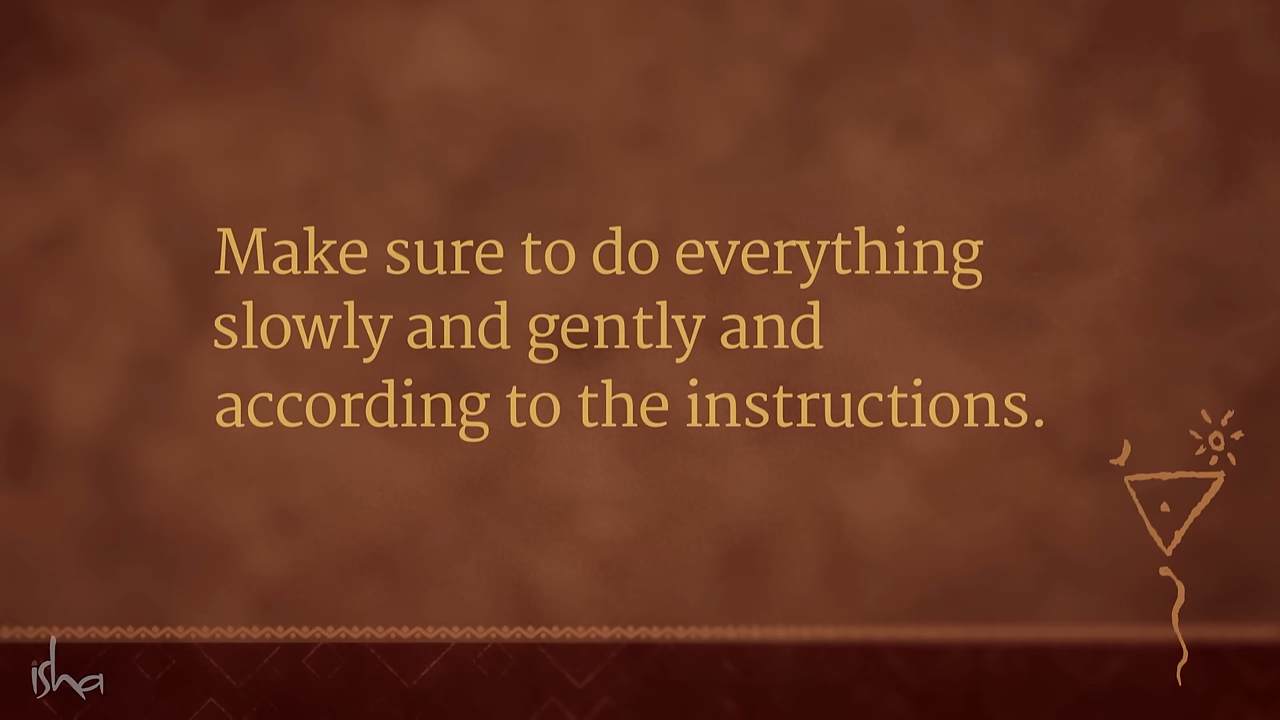 Make sure to do everything
slowly and gently and
according to the instructions.
isha